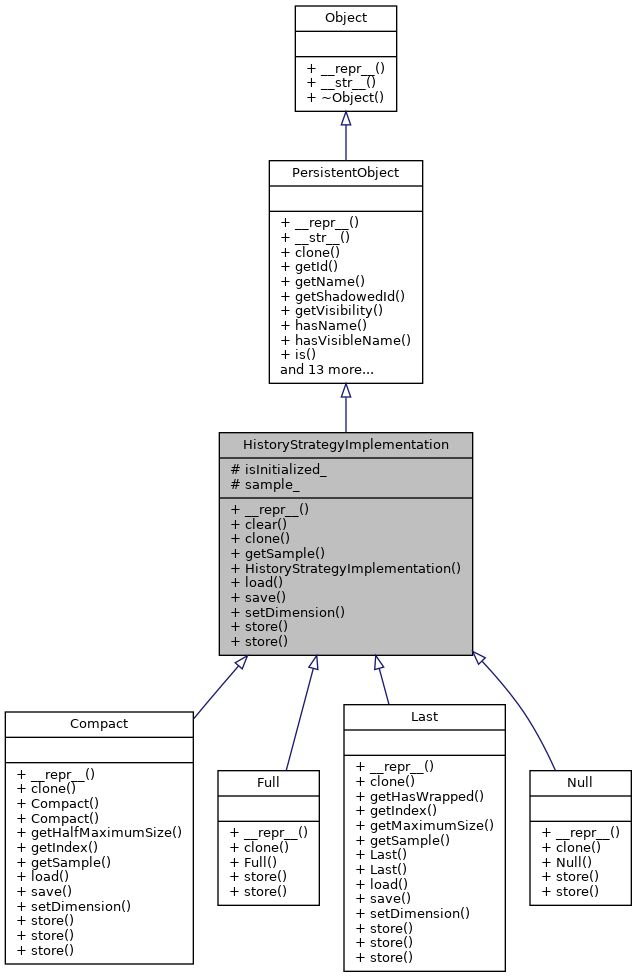 Object
+ __repr__()
+ __str__()
+ ~Object()
PersistentObject
+ __repr__()
+ __str__()
+ clone()
+ getId()
+ getName()
+ getShadowedId()
+ getVisibility()
+ hasName()
+ hasVisibleName()
+ is()
and 13 more...
HistoryStrategyImplementation
# isInitialized_
# sample_
+ __repr__()
+ clear()
+ clone()
+ getSample()
+ HistoryStrategyImplementation()
+ load()
+ save()
+ setDimension()
+ store()
+ store()
Compact
+ __repr__()
+ clone()
+ Compact()
+ Compact()
+ getHalfMaximumSize()
+ getIndex()
+ getSample()
+ load()
+ save()
+ setDimension()
+ store()
+ store()
+ store()
Full
+ __repr__()
+ clone()
+ Full()
+ store()
+ store()
Last
+ __repr__()
+ clone()
+ getHasWrapped()
+ getIndex()
+ getMaximumSize()
+ getSample()
+ Last()
+ Last()
+ load()
+ save()
+ setDimension()
+ store()
+ store()
+ store()
Null
+ __repr__()
+ clone()
+ Null()
+ store()
+ store()